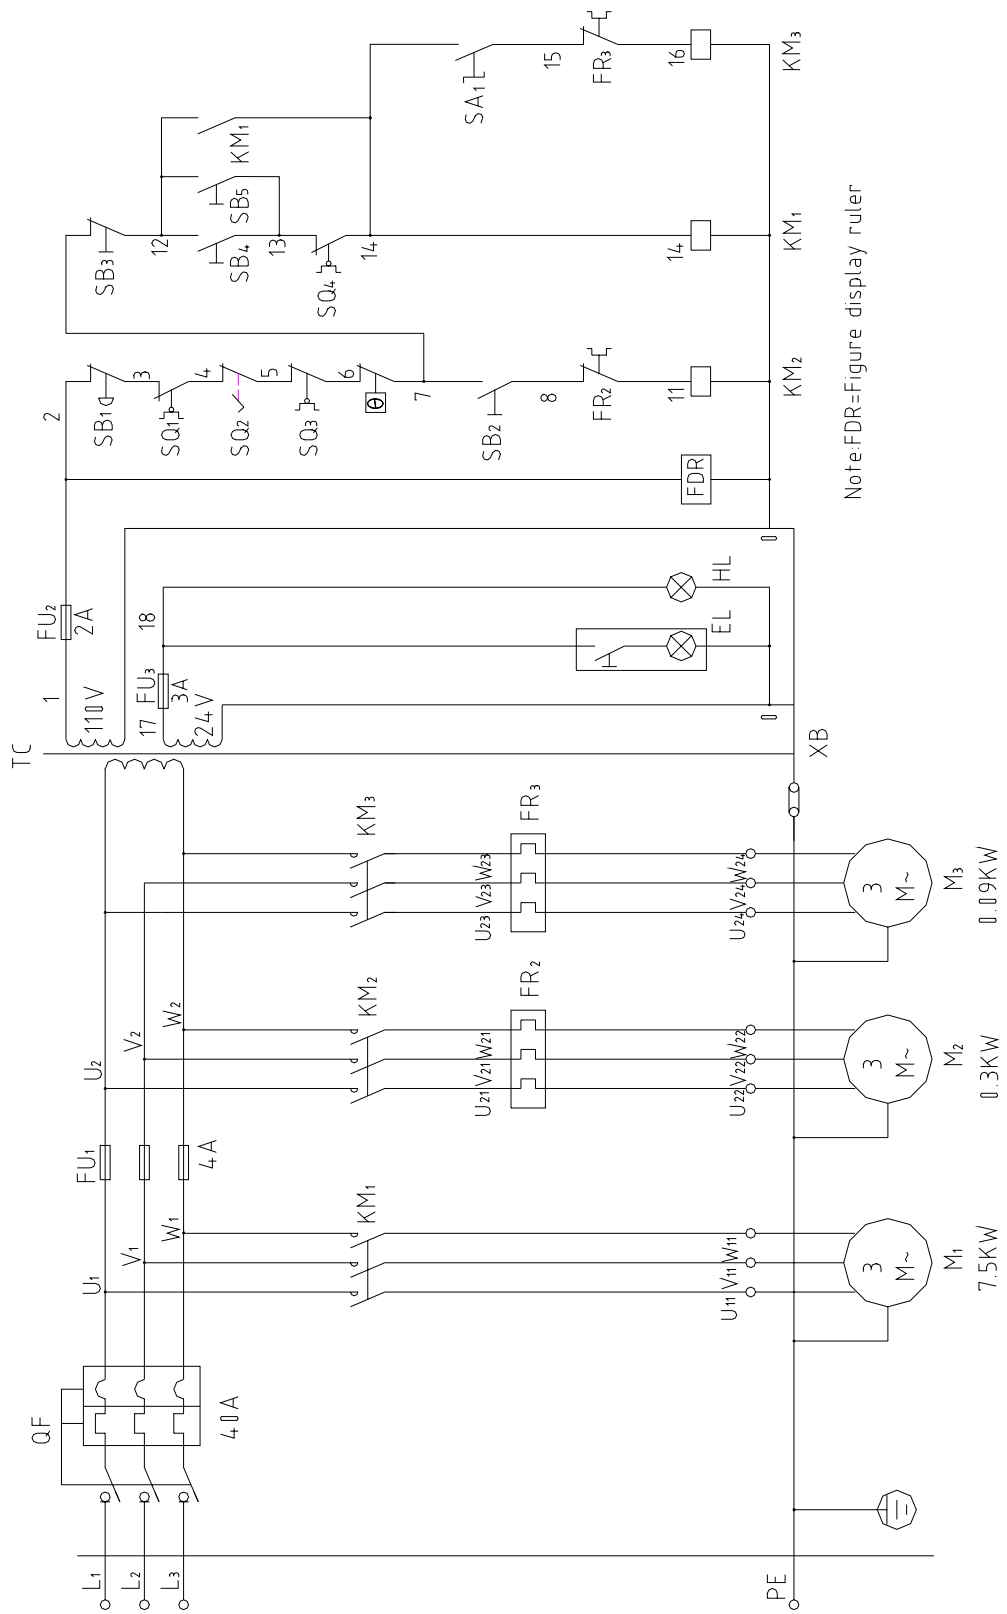 L1
L2
L3
PE
QF
40A
U1
V1
W1
FU1
4A
U2
V2
W2
KM1
KM2
KM3
U11 V11 W11
U21 V21 W21
U23 V23 W23
FR2
FR3
U22 V22 W22
U24 V24 W24
3
M~
M1
7.5KW
3
M~
M2
0.3KW
3
M~
M3
0.09KW
TC
XB
1
110V
FU2
2A
17
24V
FU3
3A
18
EL
HL
0
0
2
FDR
SB1
3
SQ1
4
SQ2
5
SQ3
6
θ
7
SB2
8
FR2
11
KM2
SB3
12
SB4
SB5
KM1
13
SQ4
14
14
KM1
SA1
15
FR3
16
KM3
Note:FDR=Figure display ruler